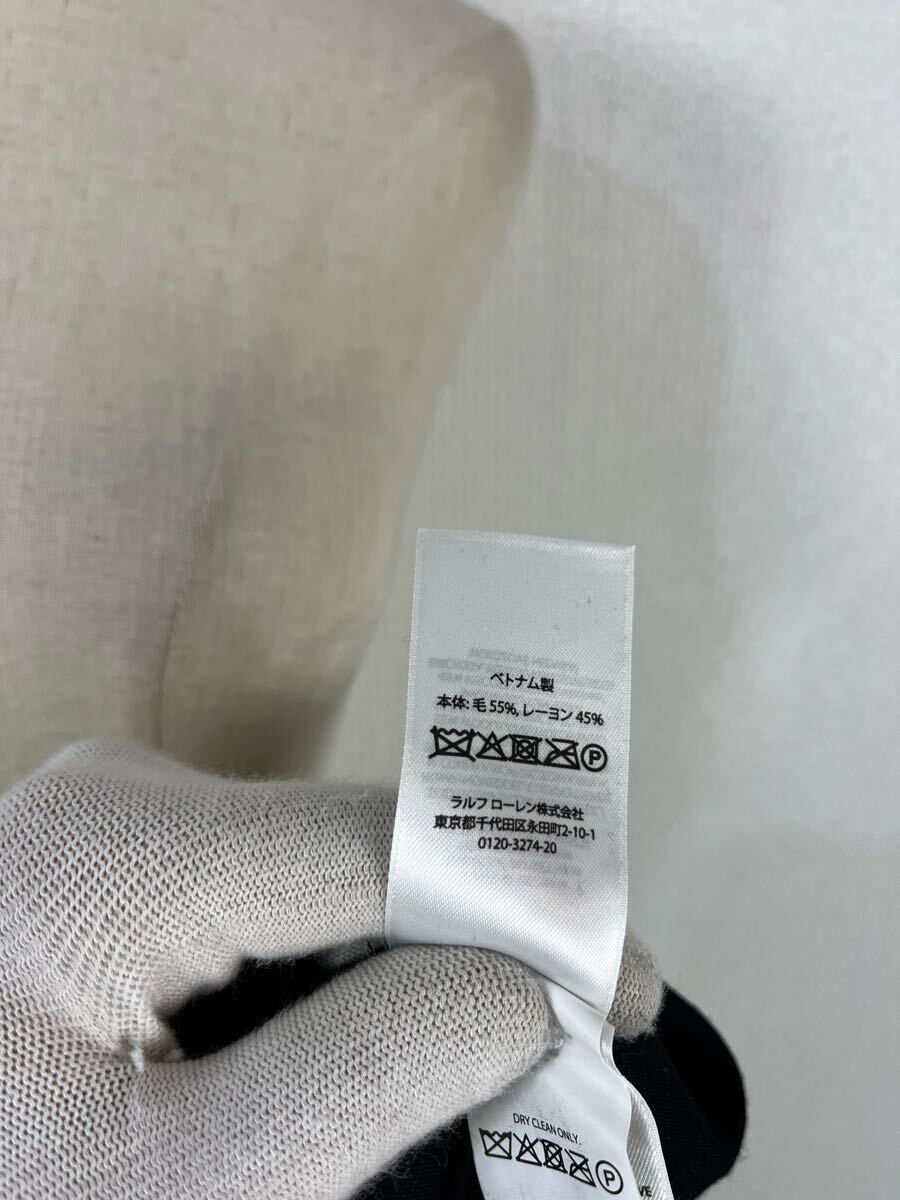 ベトナム製
本体: 毛 55%, レーヨン 45%
P
ラルフ ローレン株式会社
東京都千代田区永田町2-10-1
0120-3274-20
DRY CLEAN ONLY.
P
VE